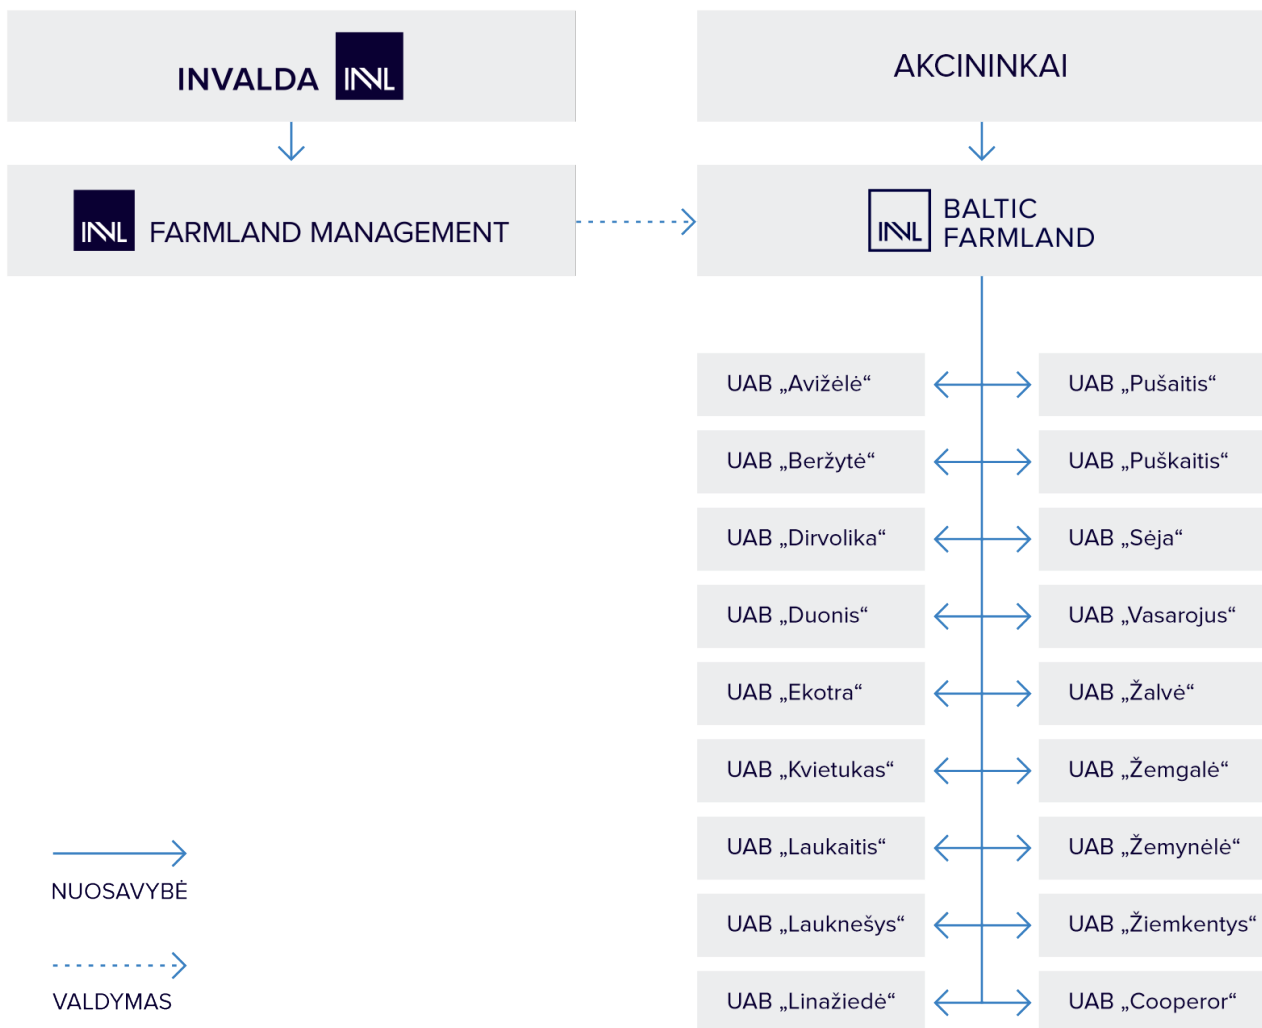 INVALDA INVL
AKCININKAI
INVL FARMLAND MANAGEMENT
INVL BALTIC
FARMLAND
UAB „Avižėlė“
UAB „Pušaitis“
UAB „Beržytė“
UAB „Puškaitis“
UAB „Dirvolika“
UAB „Sėja“
UAB „Duonis“
UAB „Vasarojus“
UAB „Ekotra“
UAB „Žalvė“
UAB „Kvietukas“
UAB „Žemgalė“
UAB „Laukaitis“
UAB „Žemynėlė“
NUOSAVYBĖ
UAB „Lauknešys“
UAB „Žiemkentys“
VALDYMAS
UAB „Linažiedė“
UAB „Cooperor“